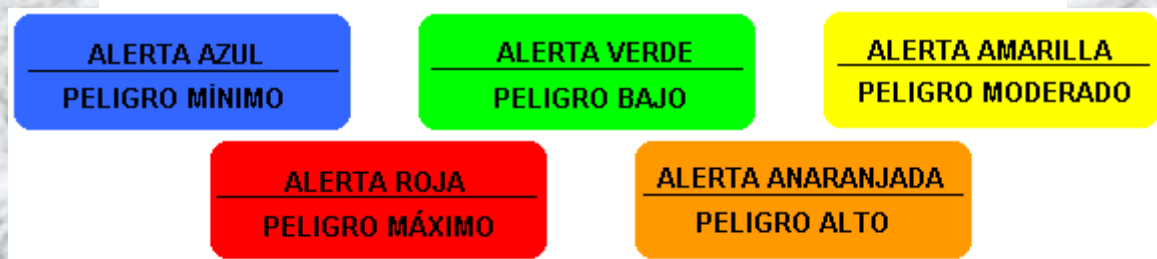 ALERTA AZUL
PELIGRO MÍNIMO
ALERTA VERDE
PELIGRO BAJO
ALERTA AMARILLA
PELIGRO MODERADO
ALERTA ROJA
PELIGRO MÁXIMO
ALERTA ANARANJADA
PELIGRO ALTO